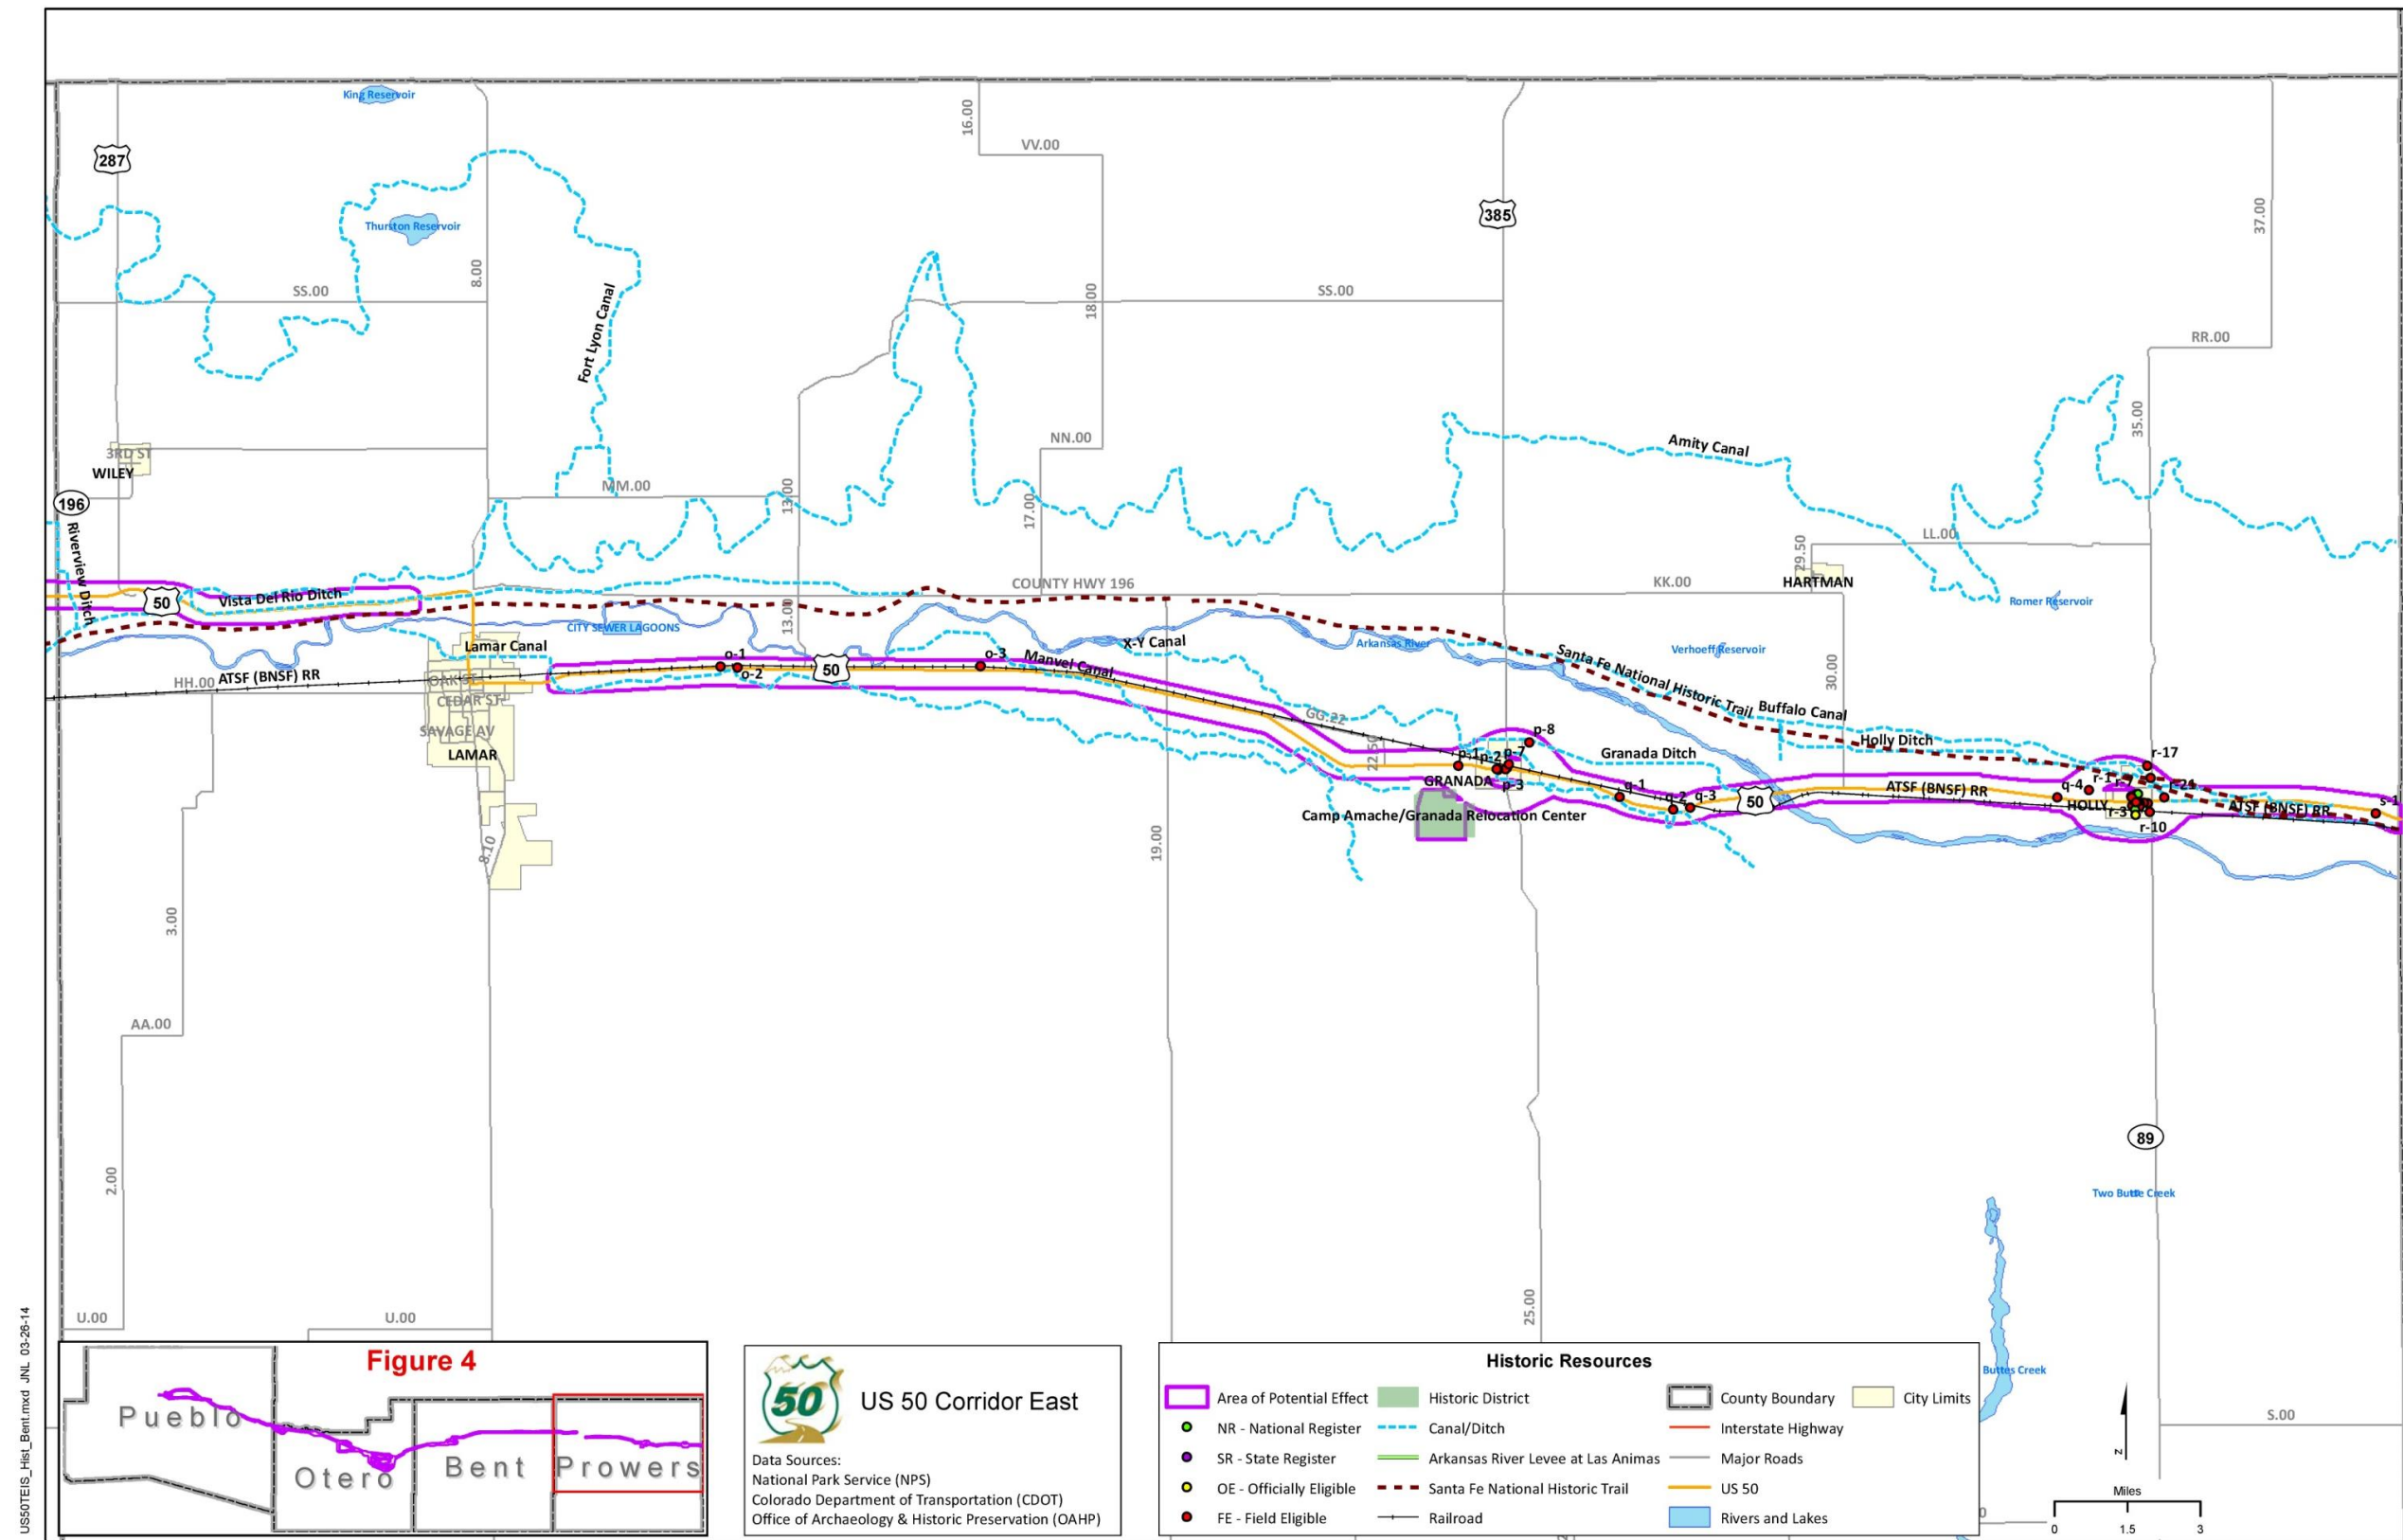 King Reservoir
287
16.00
VV.00
385
37.00
Thurston Reservoir
8.00
SS.00
18.00
SS.00
RR.00
Fort Lyon Canal
35.00
NN.00
Amity Canal
3RD ST
WILEY
MM.00
13.00
17.00
196
Riverview Ditch
LL.00
29.50
HARTMAN
COUNTY HWY 196
KK.00
50
Vista Del Rio Ditch
Romer Reservoir
CITY SEWER LAGOONS
13.00
Lamar Canal
X-Y Canal
Arkansas River
Verhoeff Reservoir
Santa Fe National Historic Trail
30.00
o-1
o-2
50
o-3
Manvel Canal
HH.00
ATSF (BNSF) RR
OAK ST
CEDAR ST
SAVAGE AV
LAMAR
GG.22
22.50
Buffalo Canal
Holly Ditch
p-8
p-1
p-2
p-7
Granada Ditch
GRANADA
p-3
q-1
q-2
q-3
50
ATSF (BNSF) RR
r-17
q-4
r-1
r-21
HOLLY
r-3
ATSF (BNSF) RR
s-1
r-10
Camp Amache/Granada Relocation Center
8.10
19.00
3.00
AA.00
2.00
89
Two Butte Creek
25.00
U.00
U.00
Buttes Creek
S.00
US50TEIS_Hist_Bent.mxd JNL 03-26-14
Figure 4
Pueblo
Otero
Bent
Prowers
50
US 50 Corridor East
Data Sources:
National Park Service (NPS)
Colorado Department of Transportation (CDOT)
Office of Archaeology & Historic Preservation (OAHP)
Historic Resources
Area of Potential Effect
Historic District
County Boundary
City Limits
NR - National Register
Canal/Ditch
Interstate Highway
SR - State Register
Arkansas River Levee at Las Animas
Major Roads
OE - Officially Eligible
Santa Fe National Historic Trail
US 50
FE - Field Eligible
Railroad
Rivers and Lakes
N
Miles
0 1.5 3